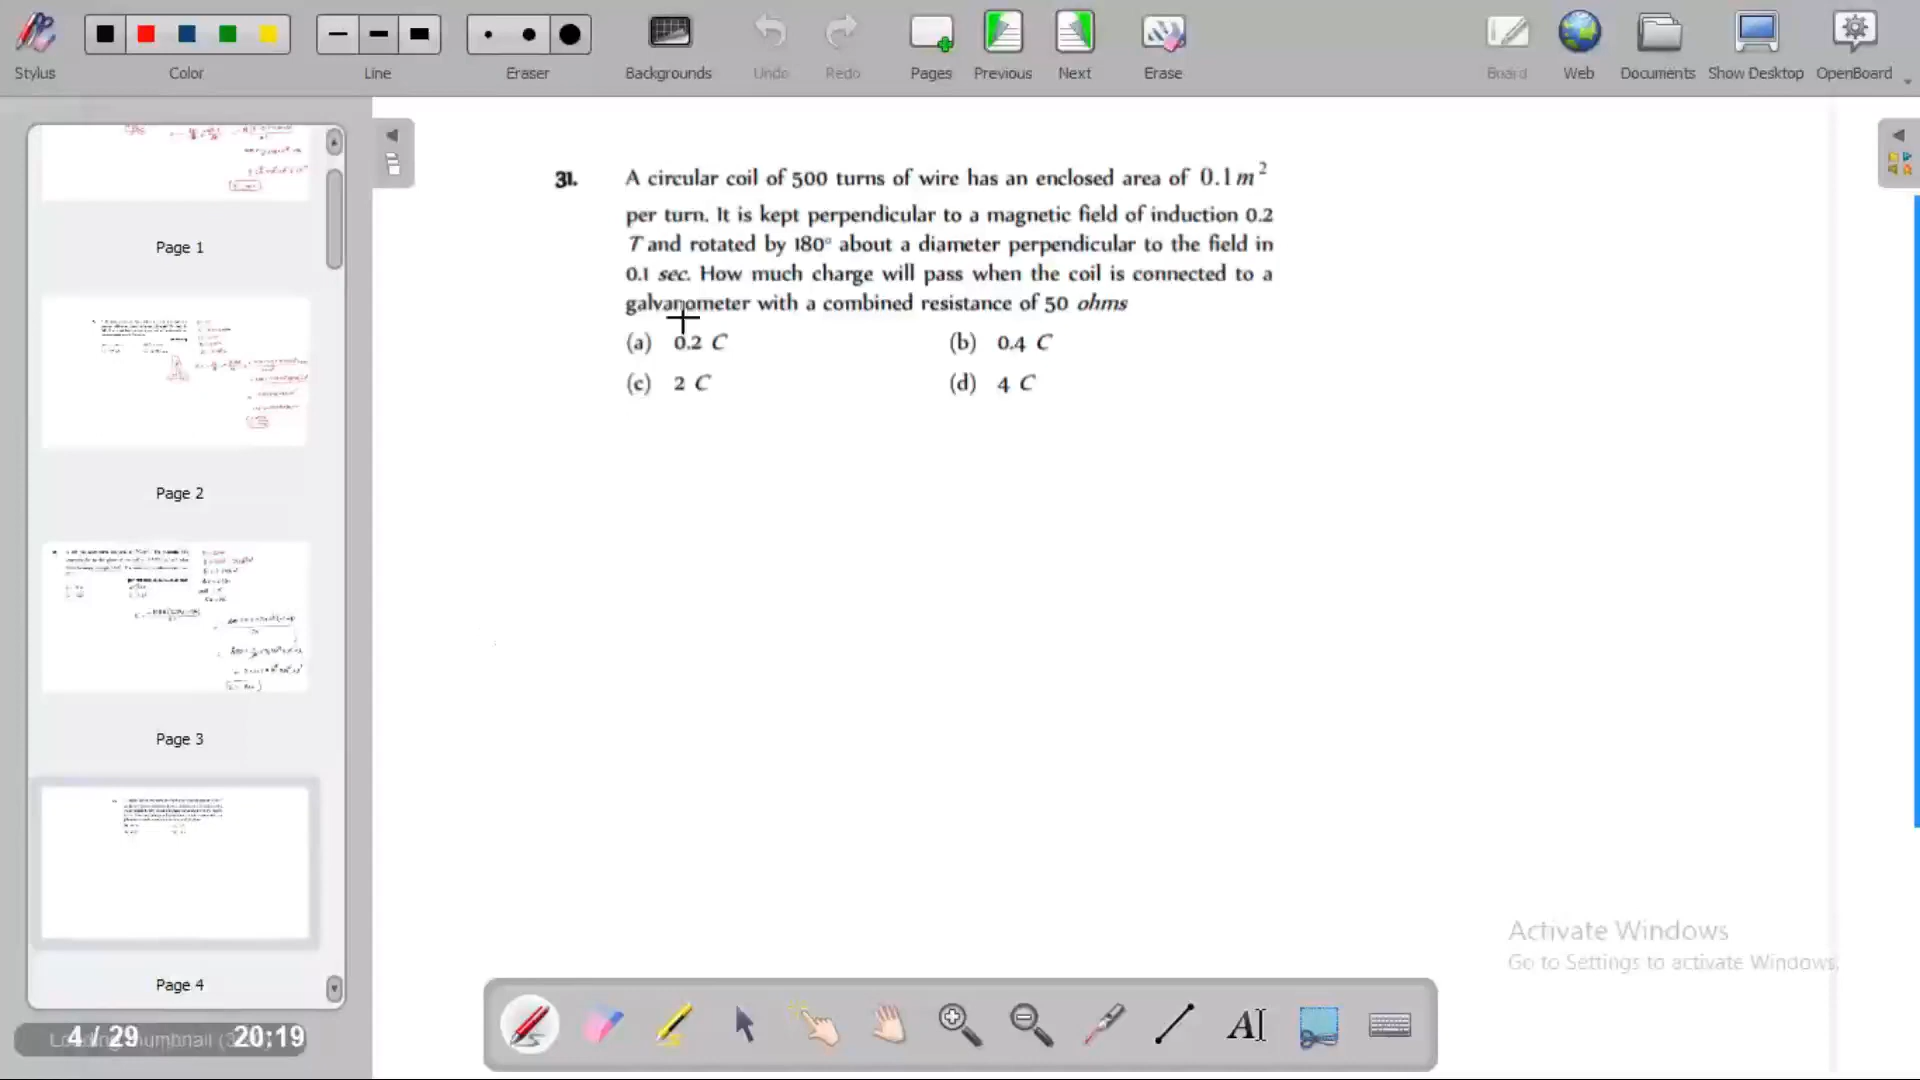 Stylus
Color
Line
Eraser
Backgrounds
Undo
Redo
Pages
Previous
Next
Erase
Board
Web
Documents
Show Desktop
OpenBoard
Page 1
Page 2
Page 3
Page 4
4 / 29
20:19
31. A circular coil of 500 turns of wire has an enclosed area of 0.1 m²
per turn. It is kept perpendicular to a magnetic field of induction 0.2
T and rotated by 180° about a diameter perpendicular to the field in
0.1 sec. How much charge will pass when the coil is connected to a
galvanometer with a combined resistance of 50 ohms
(a) 0.2 C (b) 0.4 C
(c) 2 C (d) 4 C
Activate Windows
Go to Settings to activate Windows.